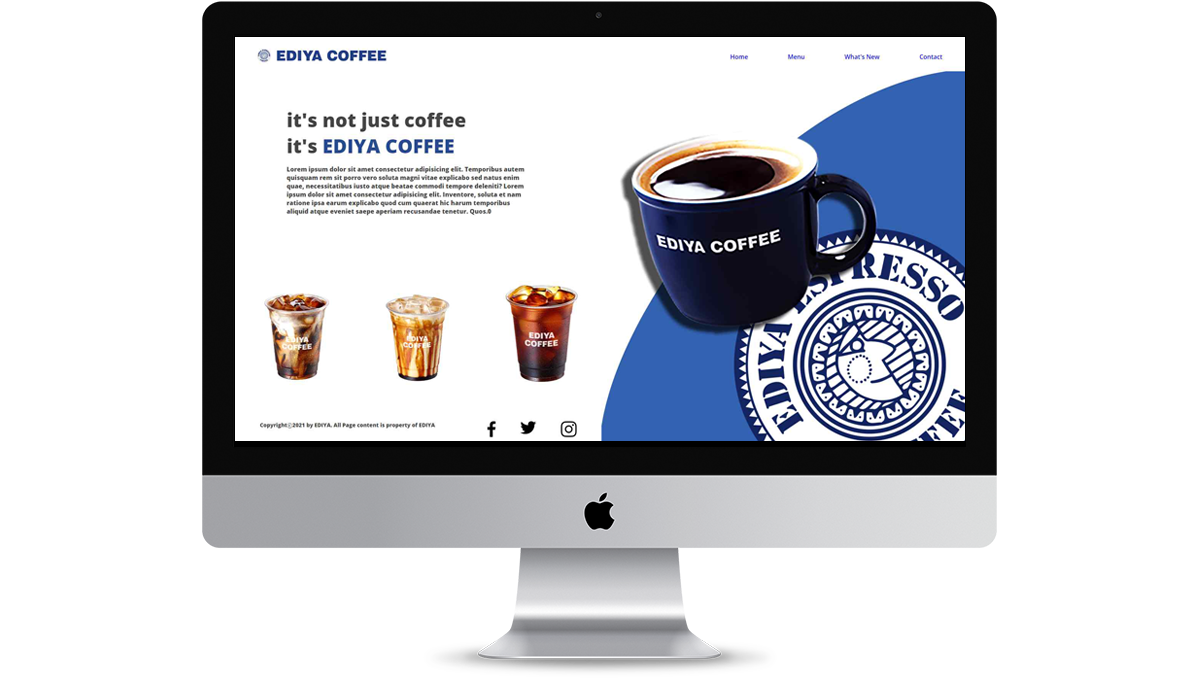 EDIYA COFFEE
Home Menu What's New Contact
it's not just coffee
it's EDIYA COFFEE
Lorem ipsum dolor sit amet consectetur adipisicing elit. Temporibus autem
quisquam rem sit porro vero soluta magni vitae explicabo sed natus enim
quae, necessitatibus iusto atque beatae commodi tempore deleniti? Lorem
ipsum dolor sit amet consectetur adipisicing elit. Inventore, soluta et nam
ratione ipsa earum explicabo quod cum quaerat hic harum temporibus
aliquid atque eveniet saepe aperiam recusandae tenetur. Quos.0
EDIYA COFFEE
EDIYA ESPRESSO
EDIYA
COFFEE
EDIYA
COFFEE
EDIYA
COFFEE
Copyrightⓒ2021 by EDIYA. All Page content is property of EDIYA